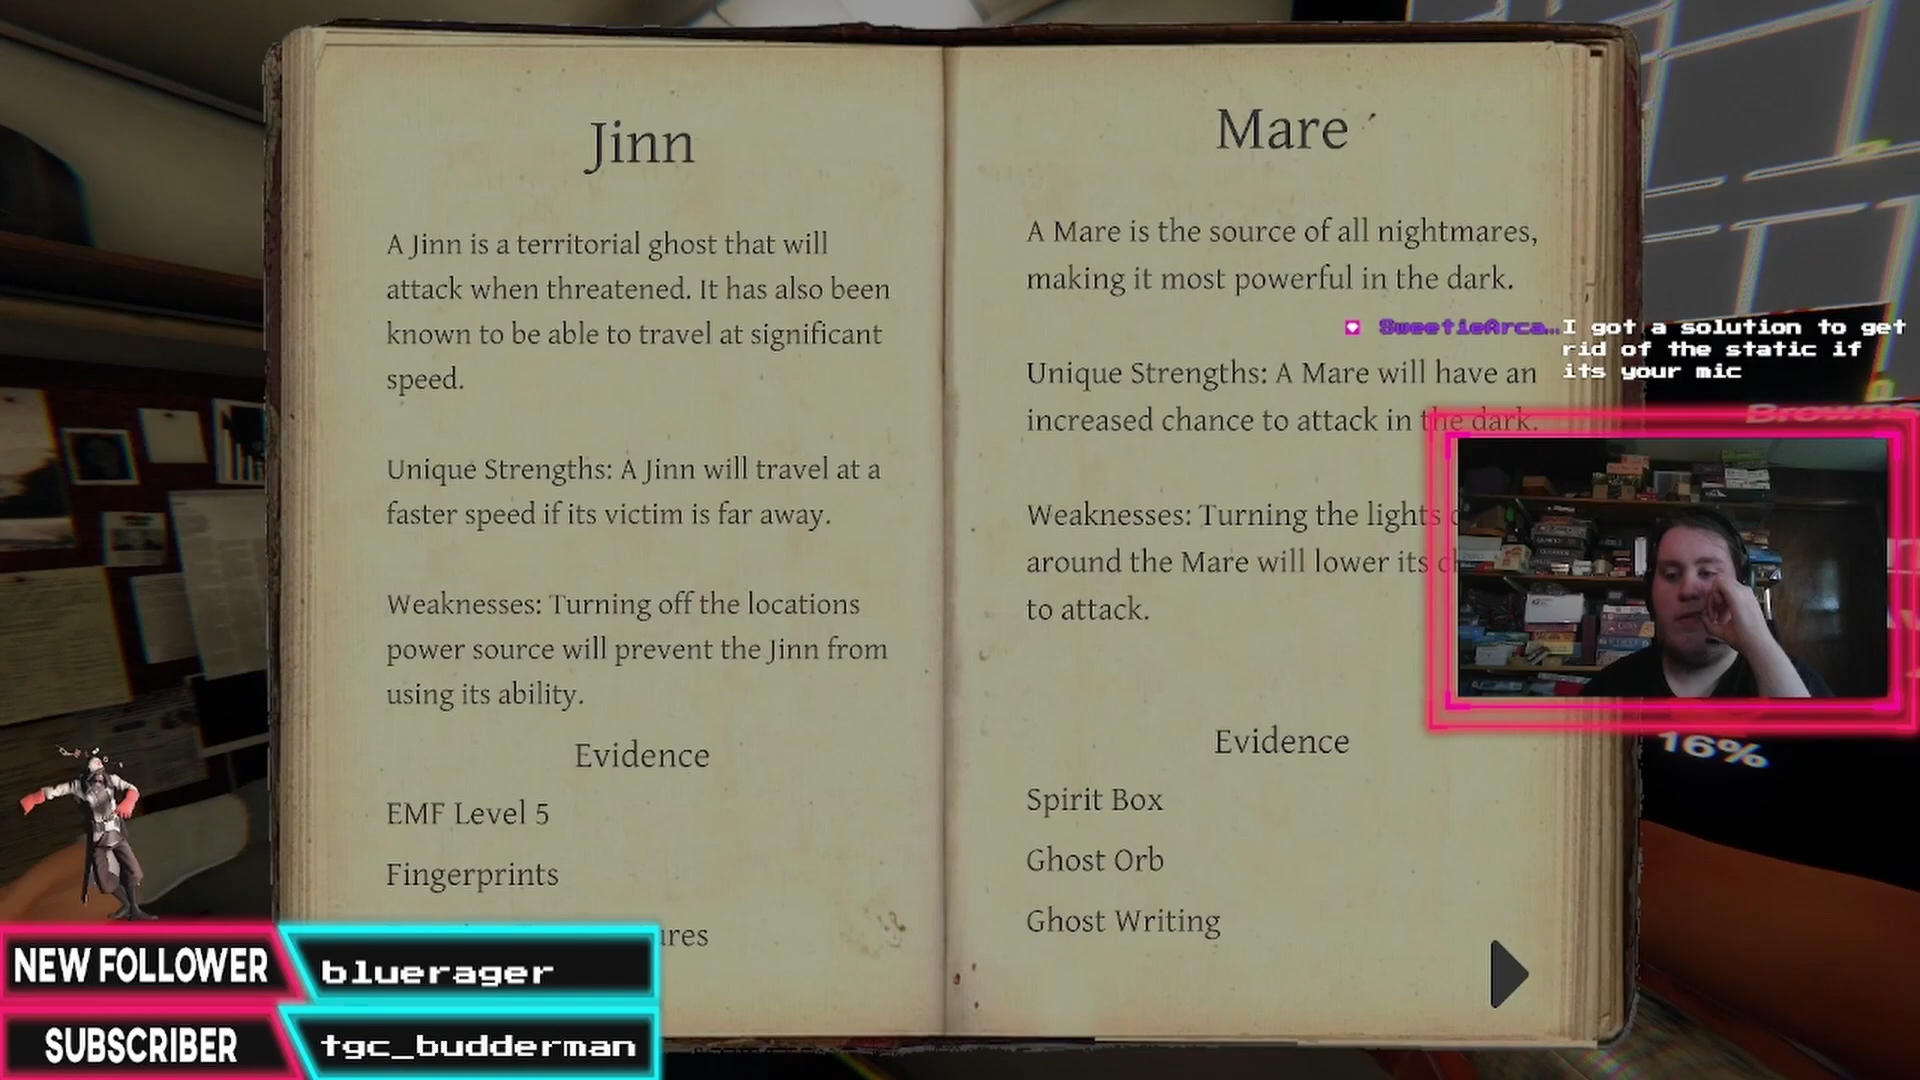 Jinn
A Jinn is a territorial ghost that will
attack when threatened. It has also been
known to be able to travel at significant
speed.
Unique Strengths: A Jinn will travel at a
faster speed if its victim is far away.
Weaknesses: Turning off the locations
power source will prevent the Jinn from
using its ability.
Evidence
EMF Level 5
Fingerprints
Mare
A Mare is the source of all nightmares,
making it most powerful in the dark.
Unique Strengths: A Mare will have an
increased chance to attack in the dark.
Weaknesses: Turning the lights
around the Mare will lower its
to attack.
Evidence
Spirit Box
Ghost Orb
Ghost Writing
SweetieArca... I got a solution to get
rid of the static if
its your mic
16%
NEW FOLLOWER bluerager
SUBSCRIBER tgc_budderman